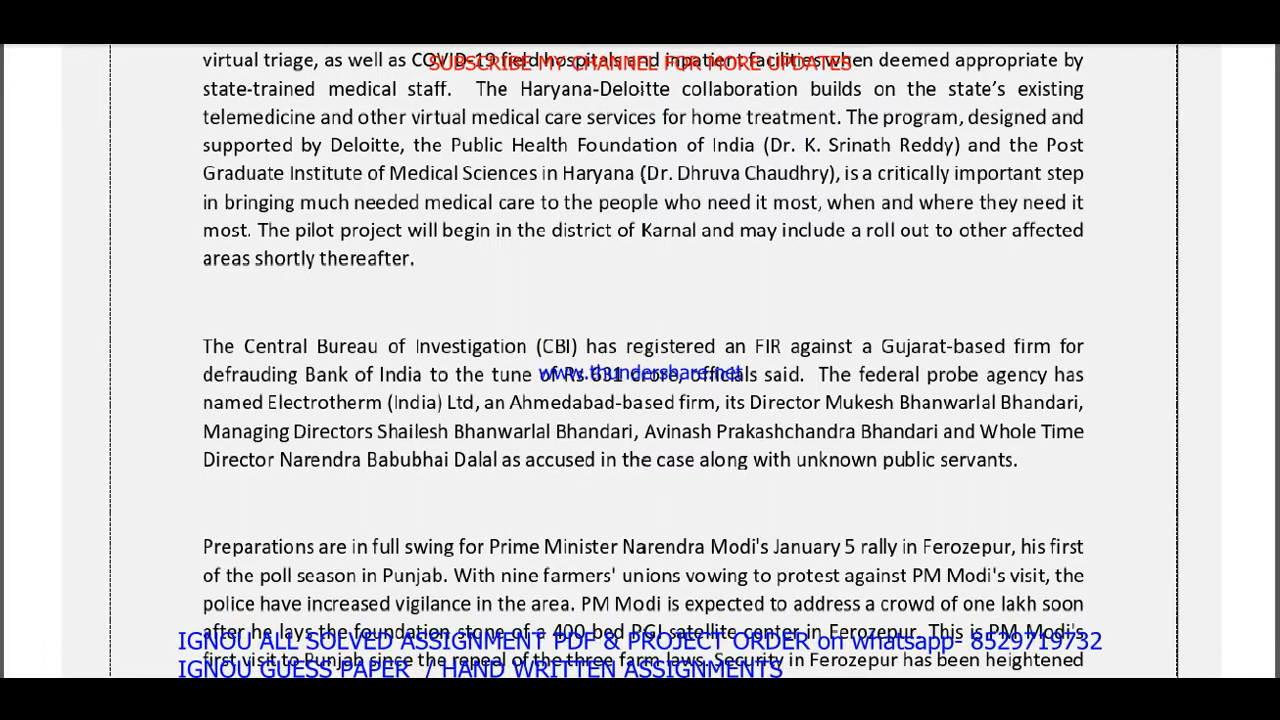 virtual triage, as well as COVID-19 field hospitals and inpatient facilities when deemed appropriate by
SUBSCRIBE MY CHANNEL FOR MORE UPDATES
state-trained medical staff. The Haryana-Deloitte collaboration builds on the state's existing
telemedicine and other virtual medical care services for home treatment. The program, designed and
supported by Deloitte, the Public Health Foundation of India (Dr. K. Srinath Reddy) and the Post
Graduate Institute of Medical Sciences in Haryana (Dr. Dhruva Chaudhry), is a critically important step
in bringing much needed medical care to the people who need it most, when and where they need it
most. The pilot project will begin in the district of Karnal and may include a roll out to other affected
areas shortly thereafter.
The Central Bureau of Investigation (CBI) has registered an FIR against a Gujarat-based firm for
defrauding Bank of India to the tune of Rs 631 crore, officials said. The federal probe agency has
www.thundershare.net
named Electrotherm (India) Ltd, an Ahmedabad-based firm, its Director Mukesh Bhanwarlal Bhandari,
Managing Directors Shailesh Bhanwarlal Bhandari, Avinash Prakashchandra Bhandari and Whole Time
Director Narendra Babubhai Dalal as accused in the case along with unknown public servants.
Preparations are in full swing for Prime Minister Narendra Modi's January 5 rally in Ferozepur, his first
of the poll season in Punjab. With nine farmers' unions vowing to protest against PM Modi's visit, the
police have increased vigilance in the area. PM Modi is expected to address a crowd of one lakh soon
after he lays the foundation stone of a 400 bed PGI satellite center in Ferozepur. This is PM Modi's
IGNOU ALL SOLVED ASSIGNMENT PDF & PROJECT ORDER on whatsapp- 8529719732
first visit to Punjab since the repeal of the three farm laws. Security in Ferozepur has been heightened
IGNOU GUESS PAPER / HAND WRITTEN ASSIGNMENTS